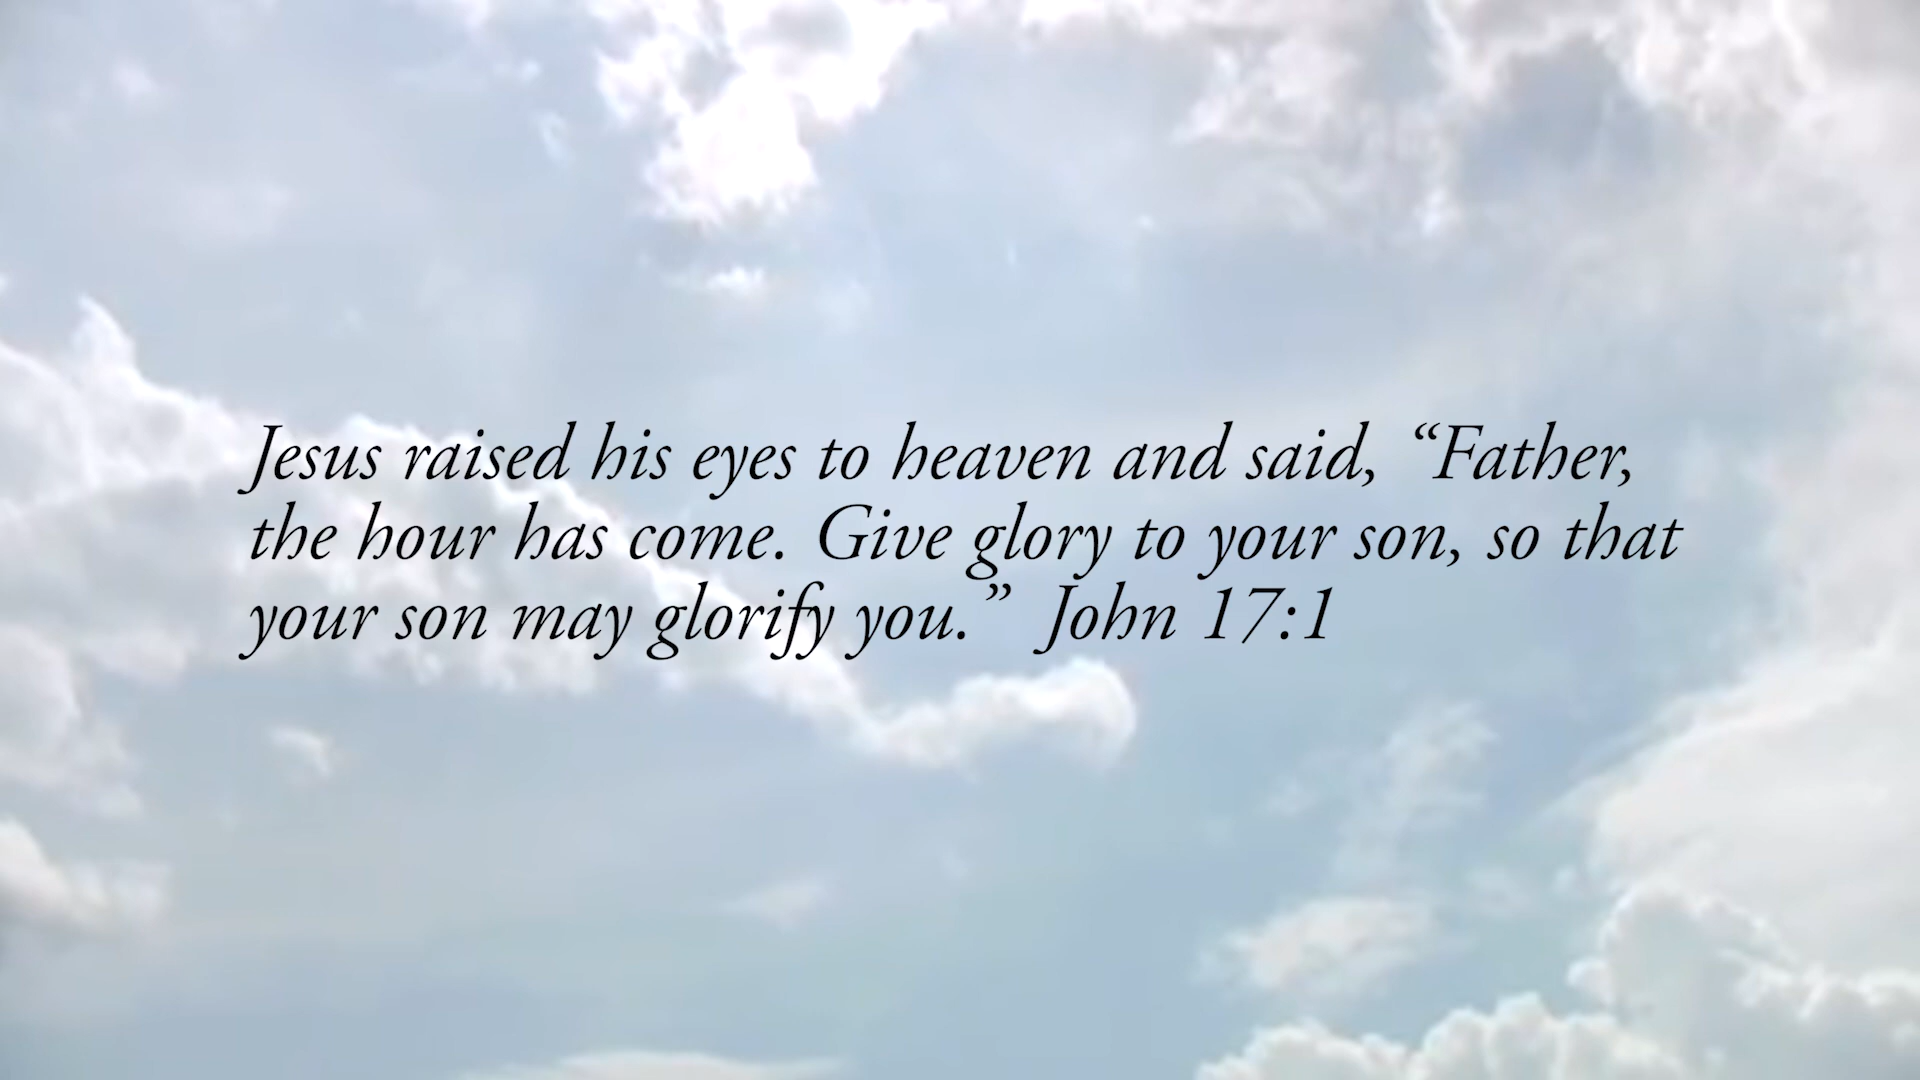 Jesus raised his eyes to heaven and said, “Father,
the hour has come. Give glory to your son, so that
your son may glorify you.” John 17:1